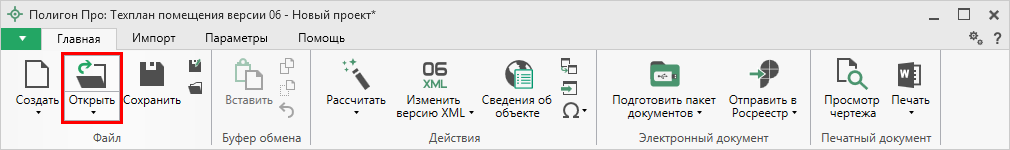 Полигон Про: Техплан помещения версии 06 - Новый проект*
Главная Импорт Параметры Помощь
?
Создать Открыть Сохранить
Файл
Вставить
Буфер обмена
Рассчитать
06
XML
Изменить
версию XML
Сведения об
объекте
Ω
Действия
Подготовить пакет
документов
Отправить в
Росреестр
Электронный документ
Просмотр
чертежа
W
Печать
Печатный документ